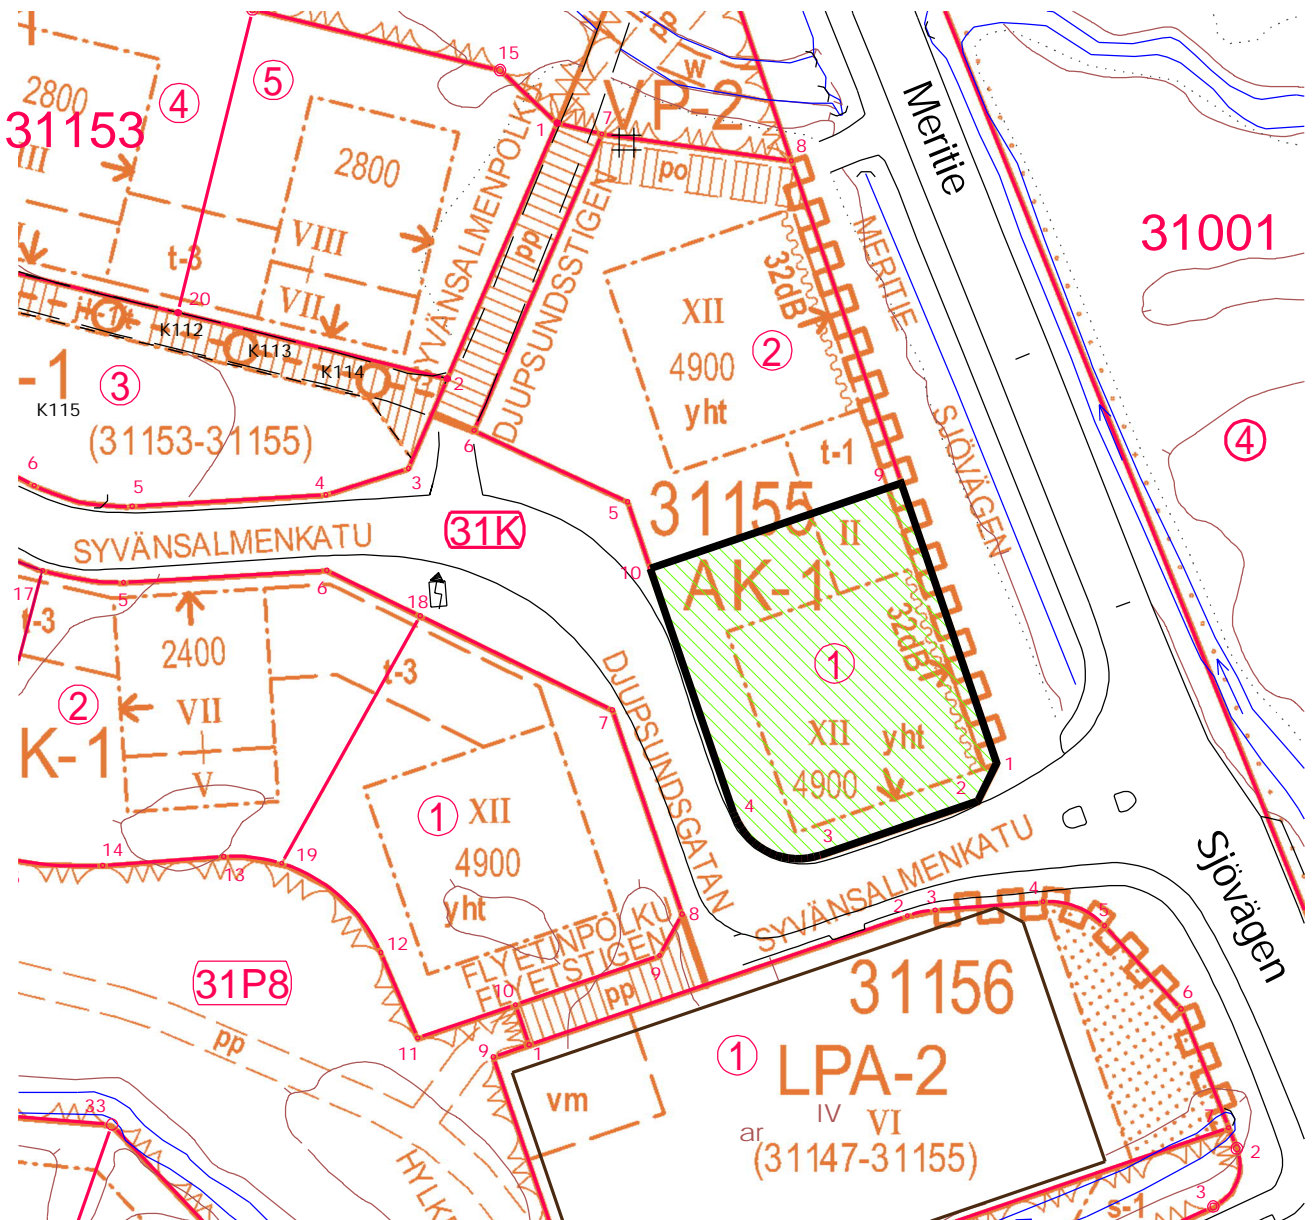 15
5
4
2800
31153
III
2800
VIII
VII
t-3
20
K112
K113
K114
-1
K115
3
(31153-31155)
SYVÄNSALMENPOLKU
pp
DJUPSUNDSSTIGEN
pp
w
VP-2
1
7
8
po
Meritie
31001
MERITIE
SJÖVÄGEN
32dB
XII
4900
yht
2
t-1
9
4
2
6
6
5
4
3
5
31155
31K
SYVÄNSALMENKATU
10
AK-1
II
32dB
1
XII
yht
4900
1
2
3
4
17
5
6
18
t-3
2400
VII
V
2
K-1
t-3
7
DJUPSUNDSGATAN
1
XII
4900
yht
14
13
19
12
8
9
10
11
FLYETINPOLKU
FLYETSTIGEN
pp
9
1
31P8
pp
SYVÄNSALMENKATU
2
3
4
5
6
Sjövägen
31156
1
LPA-2
IV
ar
VI
(31147-31155)
vm
33
HYLK
7
2
3
s-1